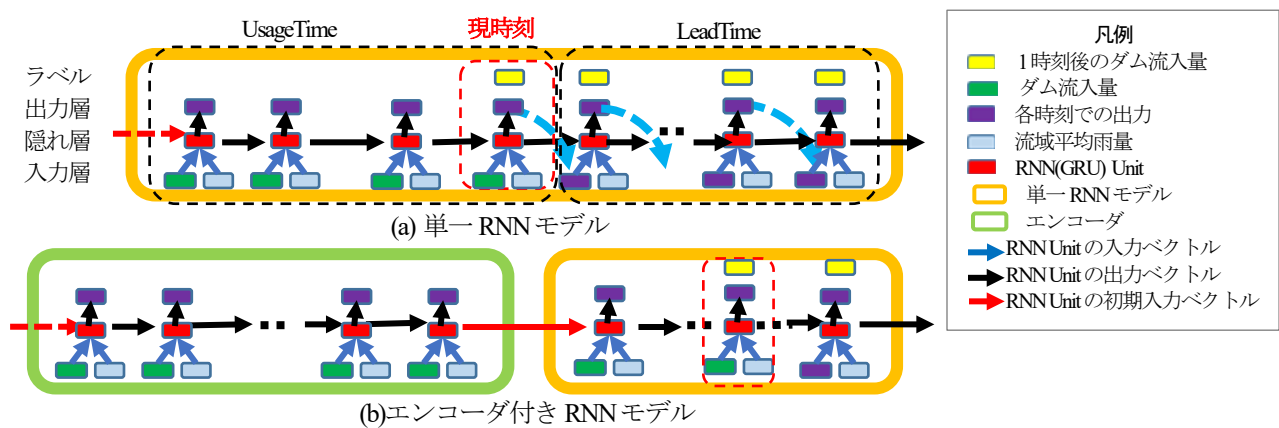 UsageTime
現時刻
LeadTime
ラベル
出力層
隠れ層
入力層
(a) 単一 RNN モデル
(b)エンコーダ付き RNN モデル
凡例
1時刻後のダム流入量
ダム流入量
各時刻での出力
流域平均雨量
RNN(GRU) Unit
単一 RNN モデル
エンコーダ
RNN Unit の入力ベクトル
RNN Unit の出力ベクトル
RNN Unit の初期入力ベクトル